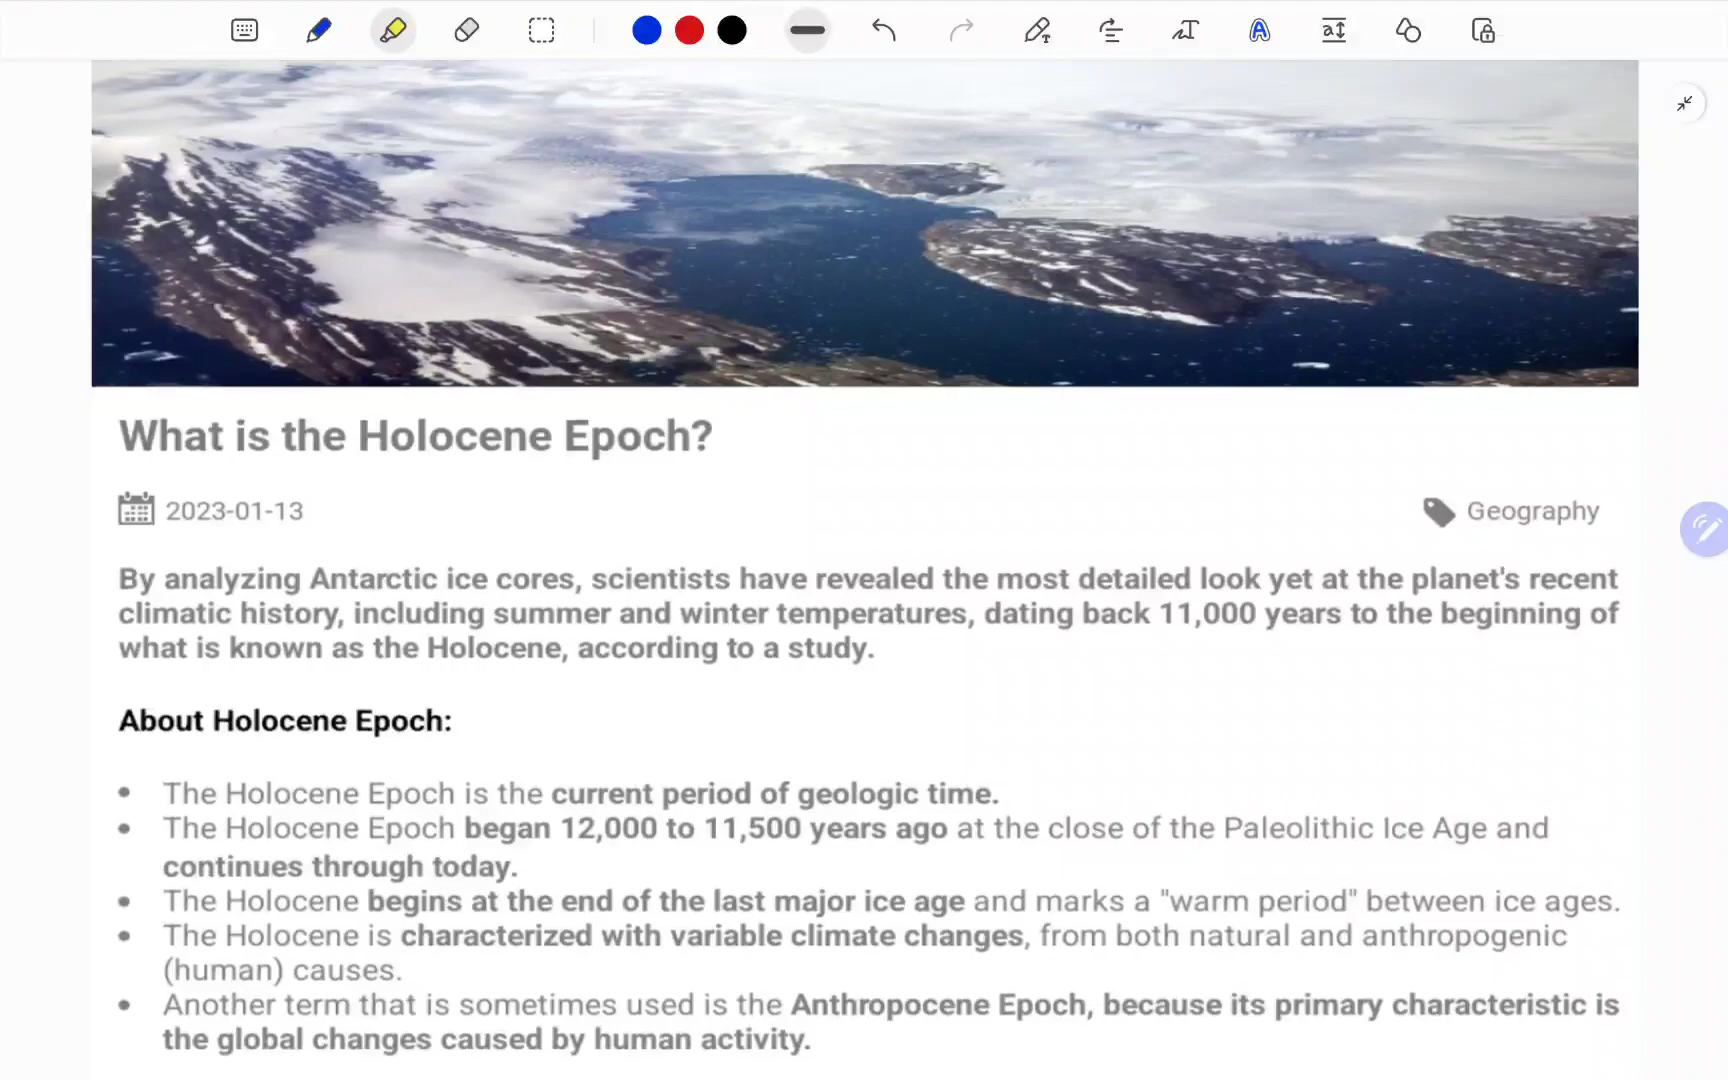 What is the Holocene Epoch?
2023-01-13
Geography
By analyzing Antarctic ice cores, scientists have revealed the most detailed look yet at the planet's recent
climatic history, including summer and winter temperatures, dating back 11,000 years to the beginning of
what is known as the Holocene, according to a study.
About Holocene Epoch:
• The Holocene Epoch is the current period of geologic time.
• The Holocene Epoch began 12,000 to 11,500 years ago at the close of the Paleolithic Ice Age and
continues through today.
• The Holocene begins at the end of the last major ice age and marks a "warm period" between ice ages.
• The Holocene is characterized with variable climate changes, from both natural and anthropogenic
(human) causes.
• Another term that is sometimes used is the Anthropocene Epoch, because its primary characteristic is
the global changes caused by human activity.